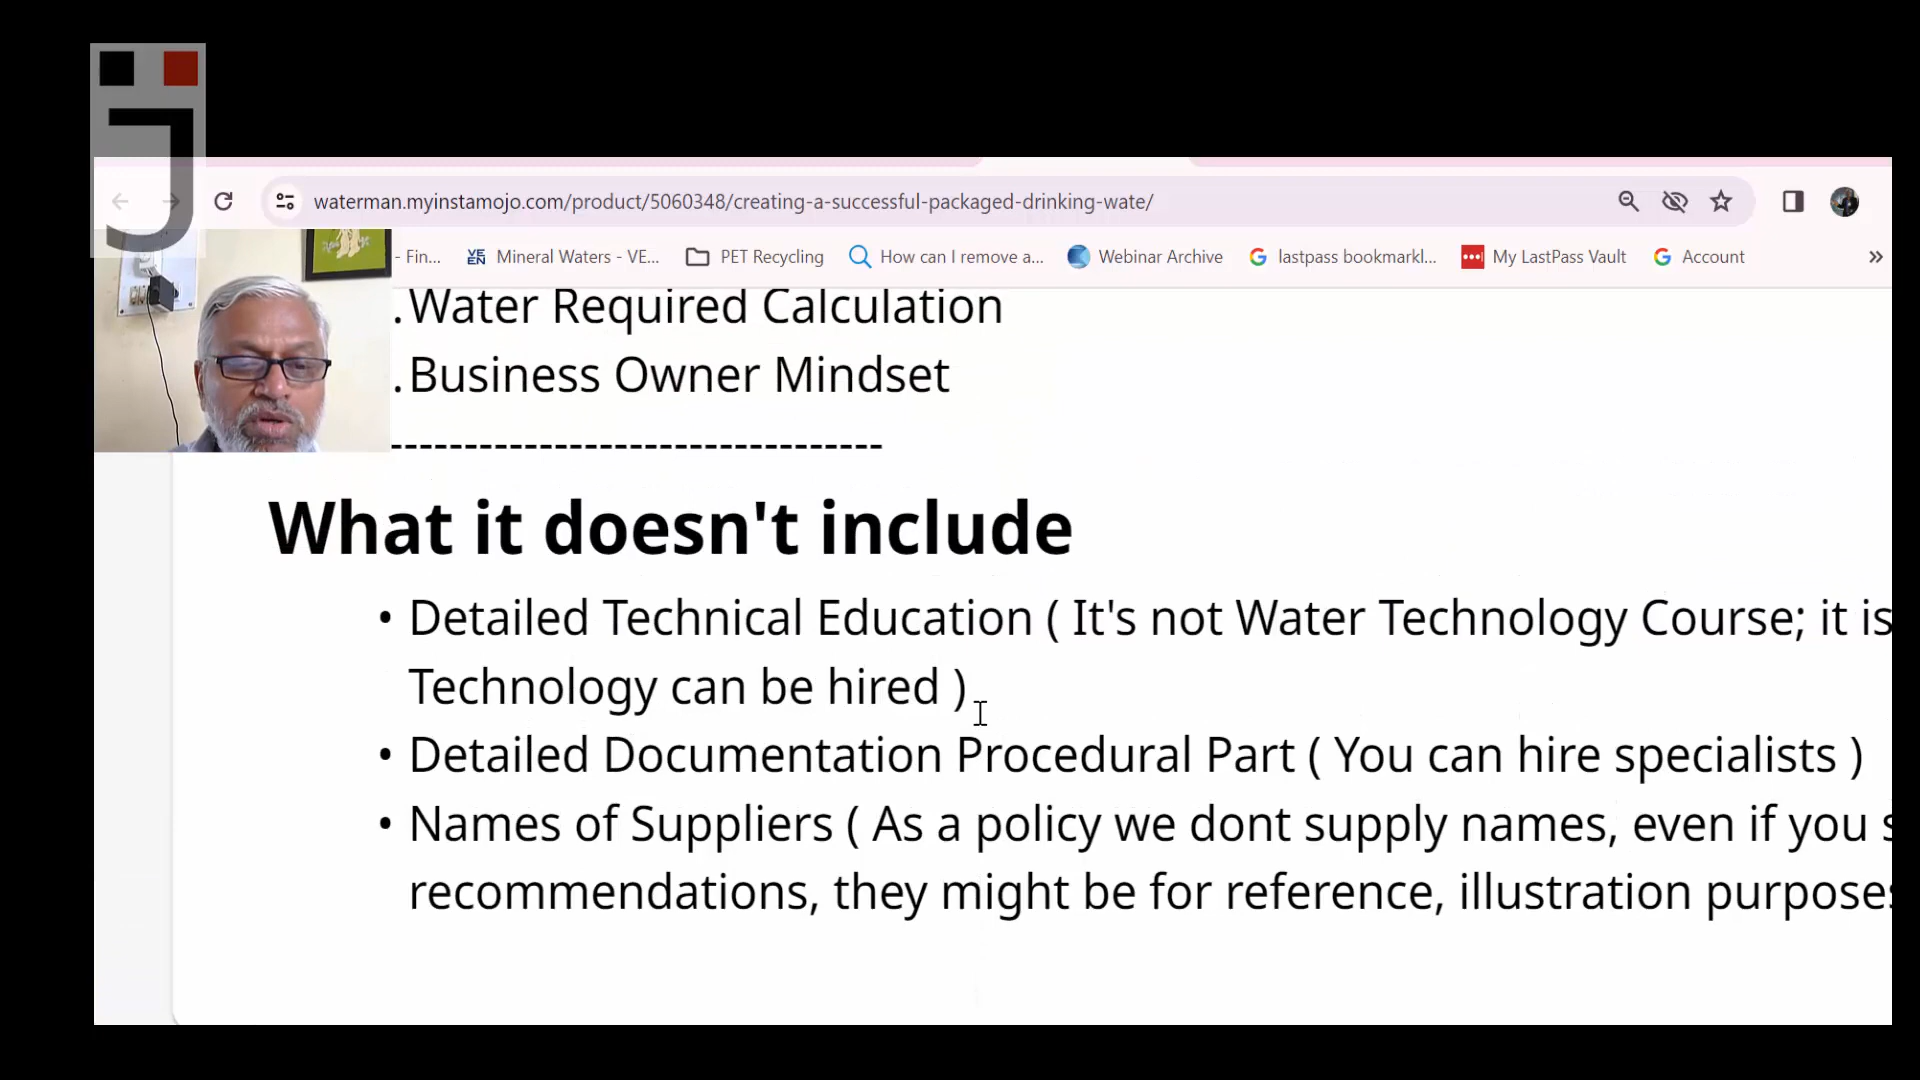 waterman.myinstamojo.com/product/5060348/creating-a-successful-packaged-drinking-wate/
- Fin... VEEN Mineral Waters - VE... PET Recycling How can I remove a... Webinar Archive lastpass bookmarkl... My LastPass Vault Account »
.Water Required Calculation
.Business Owner Mindset
--------------------------------
What it doesn't include
• Detailed Technical Education ( It's not Water Technology Course; it is
Technology can be hired )
• Detailed Documentation Procedural Part ( You can hire specialists )
• Names of Suppliers ( As a policy we dont supply names, even if you s
recommendations, they might be for reference, illustration purposes